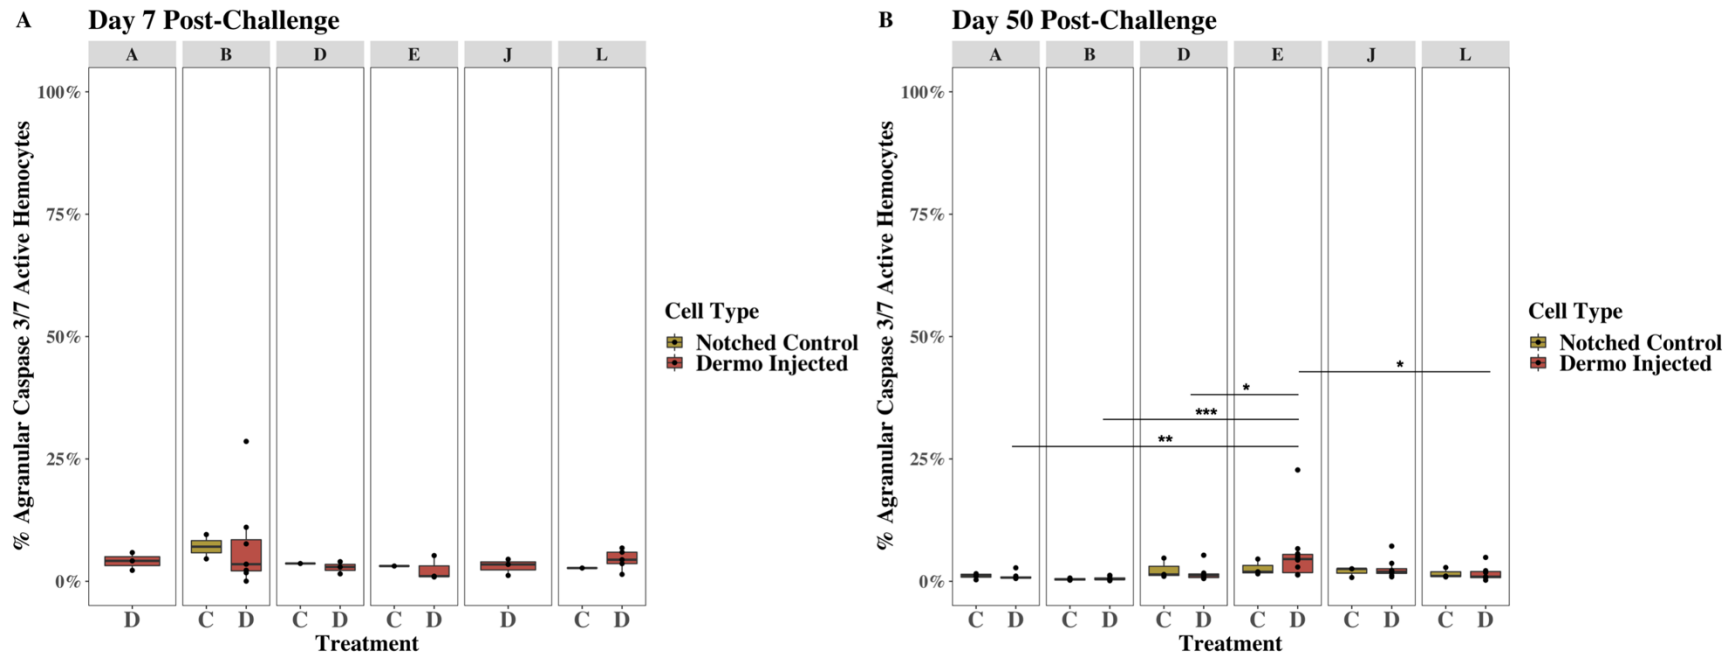 A Day 7 Post-Challenge
A B D E J L
% Agranular Caspase 3/7 Active Hemocytes
100%
75%
50%
25%
0%
D C D C D C D D C D
Treatment
Cell Type
Notched Control
Dermo Injected
B Day 50 Post-Challenge
A B D E J L
% Agranular Caspase 3/7 Active Hemocytes
100%
75%
50%
25%
0%
*
*
***
**
C D C D C D C D C D C D
Treatment
Cell Type
Notched Control
Dermo Injected